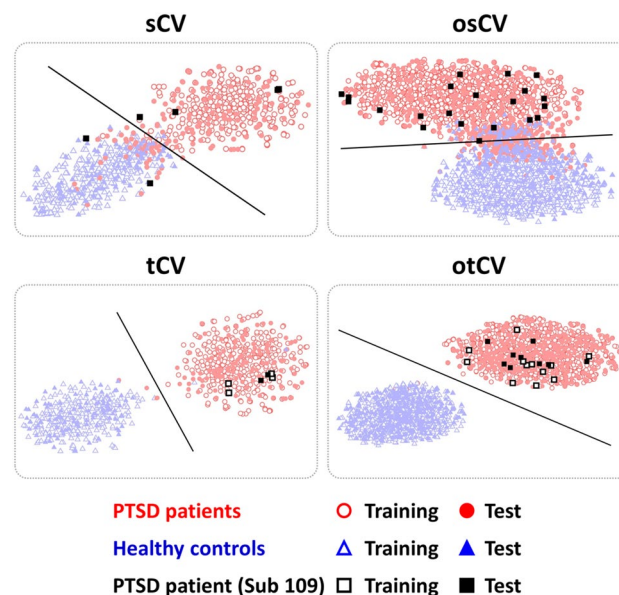 sCV osCV
tCV otCV
PTSD patients Training Test
Healthy controls Training Test
PTSD patient (Sub 109) Training Test